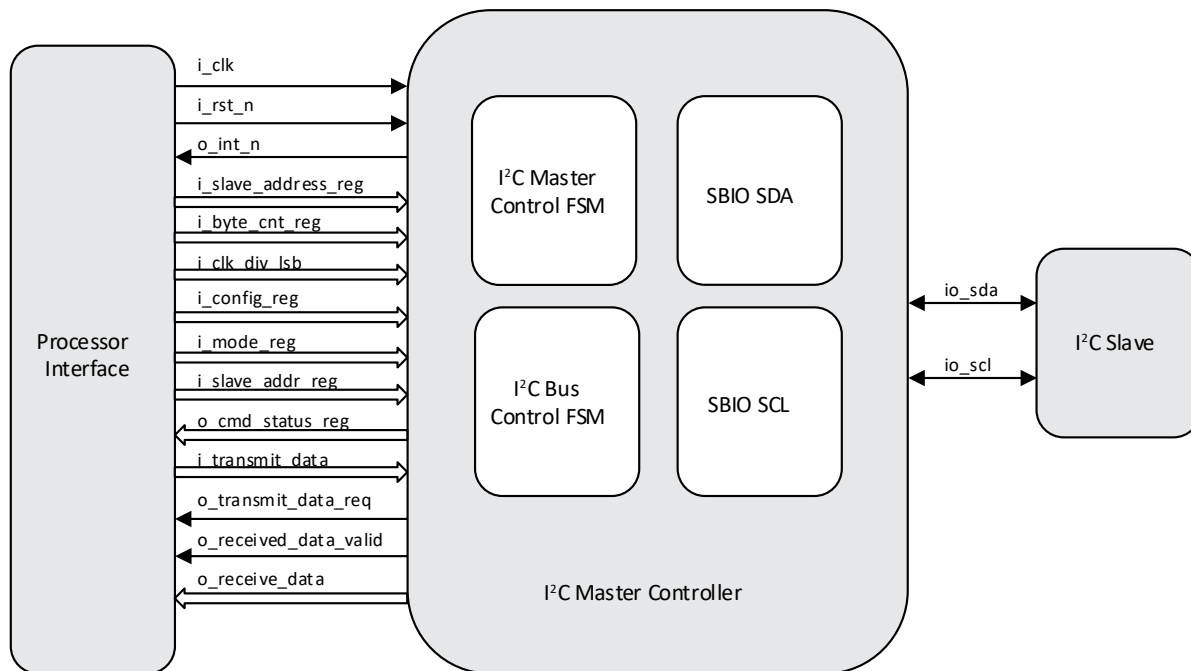 i_clk
i_rst_n
o_int_n
i_slave_address_reg
i_byte_cnt_reg
i_clk_div_lsb
i_config_reg
i_mode_reg
i_slave_addr_reg
o_cmd_status_reg
i_transmit_data
o_transmit_data_req
o_received_data_valid
o_receive_data
Processor
Interface
I²C Master
Control FSM
SBIO SDA
I²C Bus
Control FSM
SBIO SCL
I²C Master Controller
io_sda
io_scl
I²C Slave